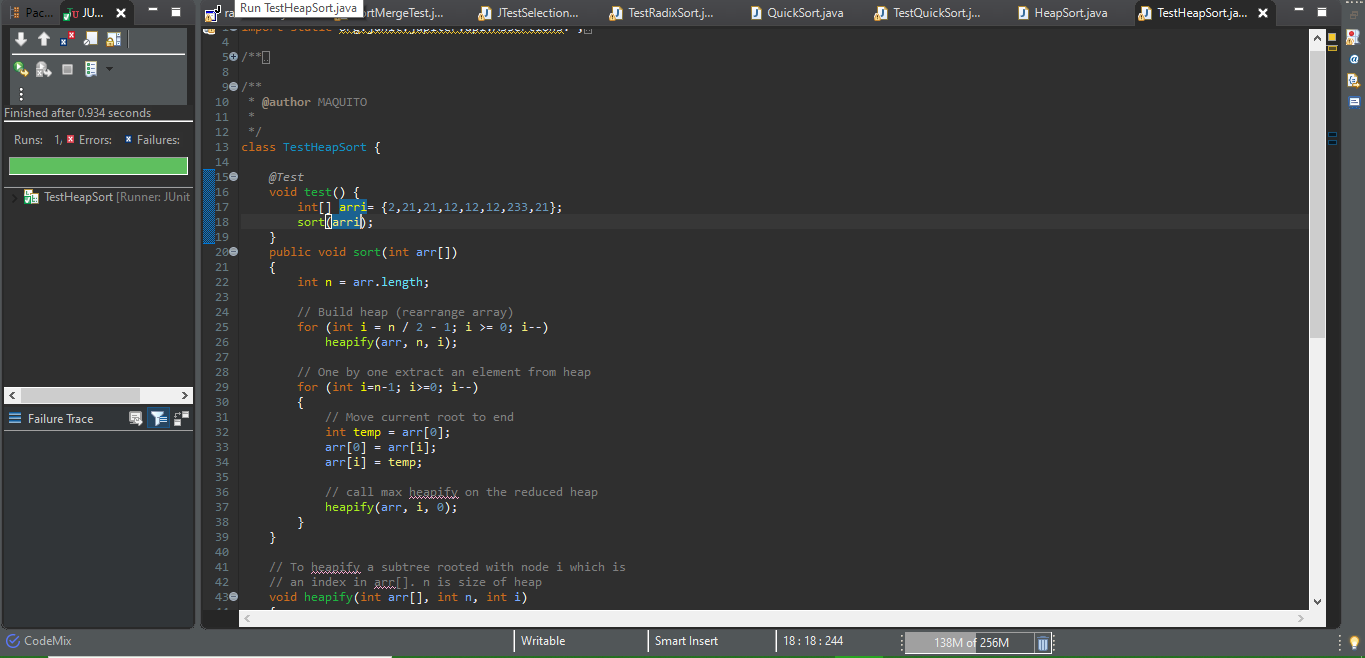 Pac...
JU...
Run TestHeapSort.java
ortMergeTest.j...
JTestSelection...
TestRadixSort.j...
QuickSort.java
TestQuickSort.j...
HeapSort.java
TestHeapSort.ja...
Finished after 0.934 seconds
Runs: 1/ Errors: Failures:
TestHeapSort [Runner: JUnit
Failure Trace
import static
4
5 /**
8
9 /**
10 * @author MAQUITO
11 *
12 */
13 class TestHeapSort {
14
15 @Test
16 void test() {
17 int[] arri= {2,21,21,12,12,12,233,21};
18 sort(arri);
19 }
20 public void sort(int arr[])
21 {
22 int n = arr.length;
23
24 // Build heap (rearrange array)
25 for (int i = n / 2 - 1; i >= 0; i--)
26 heapify(arr, n, i);
27
28 // One by one extract an element from heap
29 for (int i=n-1; i>=0; i--)
30 {
31 // Move current root to end
32 int temp = arr[0];
33 arr[0] = arr[i];
34 arr[i] = temp;
35
36 // call max heapify on the reduced heap
37 heapify(arr, i, 0);
38 }
39 }
40
41 // To heapify a subtree rooted with node i which is
42 // an index in arr[]. n is size of heap
43 void heapify(int arr[], int n, int i)
CodeMix
Writable
Smart Insert
18 : 18 : 244
138M of 256M